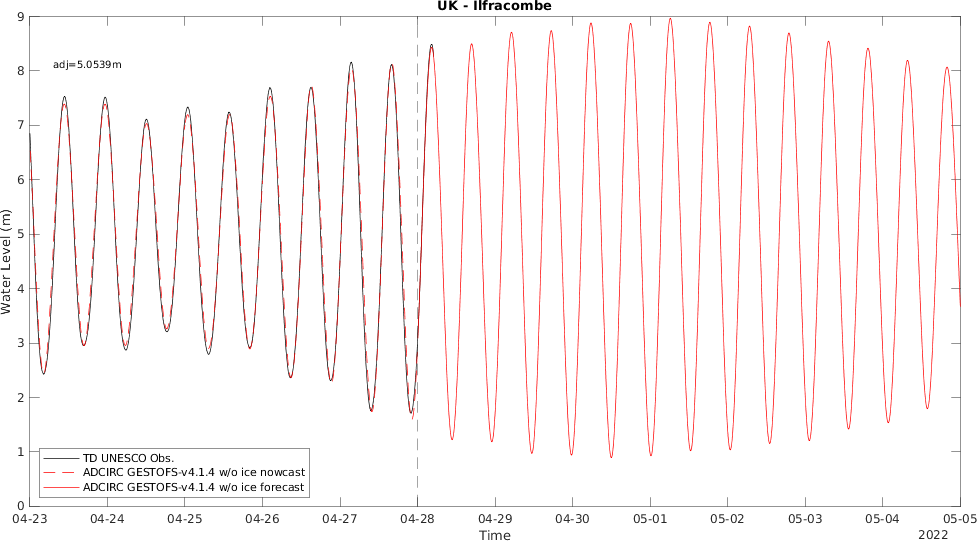 UK - Ilfracombe
adj=5.0539m
9
8
7
6
5
4
3
2
1
0
Water Level (m)
TD UNESCO Obs.
ADCIRC GESTOFS-v4.1.4 w/o ice nowcast
ADCIRC GESTOFS-v4.1.4 w/o ice forecast
04-23 04-24 04-25 04-26 04-27 04-28 04-29 04-30 05-01 05-02 05-03 05-04 05-05
Time
2022